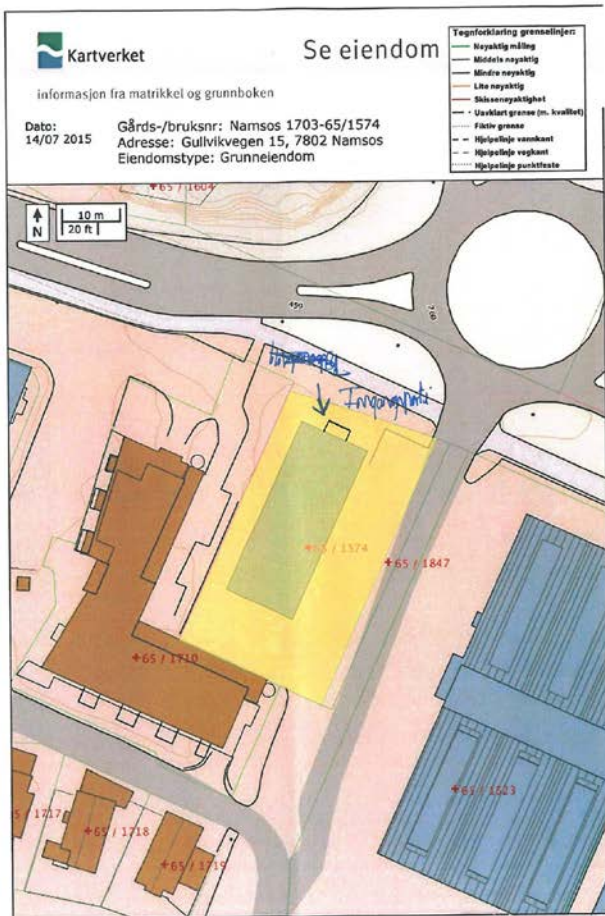 Kartverket
Se eiendom
informasjon fra matrikkel og grunnboken
Dato:
14/07 2015
Gårds-/bruksnr: Namsos 1703-65/1574
Adresse: Gullvikvegen 15, 7802 Namsos
Eiendomstype: Grunneiendom
Tegnforklaring grenselinjer:
Nøyaktig måling
Middels nøyaktig
Mindre nøyaktig
Lite nøyaktig
Skissenøyaktighet
Uavklart grense (m. kvalitet)
Fiktiv grense
Hjelpelinje vannkant
Hjelpelinje vegkant
Hjelpelinje punktfeste
65 / 1604
N
10 m
20 ft
450
700
Inngangsparti
65 / 1574
65 / 1847
65 / 1710
65 / 1523
65 / 1717
65 / 1718
65 / 1719